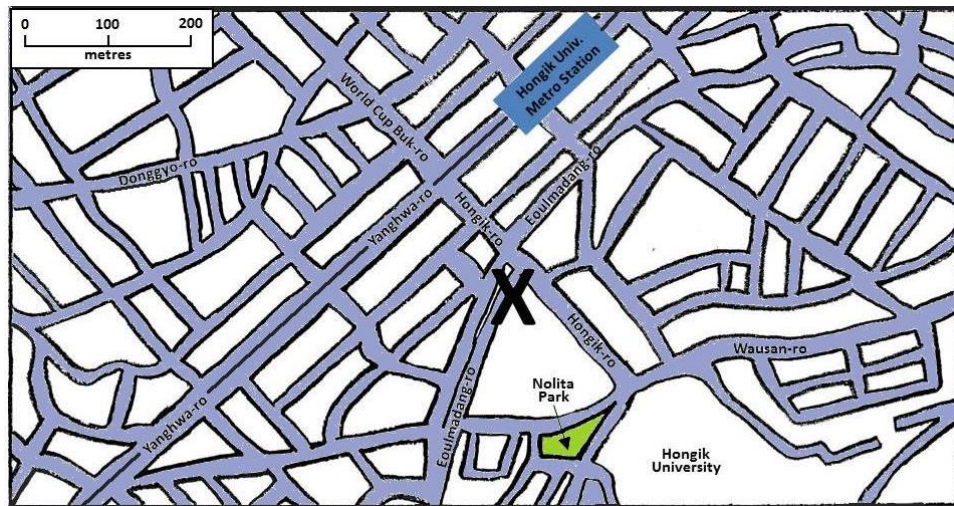 0 100 200
metres
Hongik Univ.
Metro Station
World Cup Buk-ro
Donggyo-ro
Eoulmadang-ro
Hongik-ro
Yanghwa-ro
X
Hongik-ro
Wausan-ro
Nolita
Park
Eoulmadang-ro
Yanghwa-ro
Hongik
University